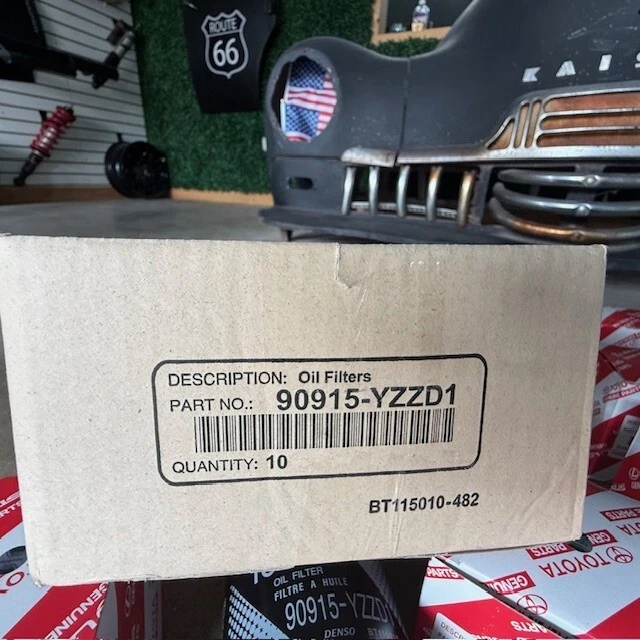 ROUTE
66
KAIS
DESCRIPTION: Oil Filters
PART NO.: 90915-YZZD1
QUANTITY: 10
BT115010-482
OIL FILTER
FILTRE A HUILE
90915-YZZD1
DENSO
TOYOTA
GENUINE
PARTS